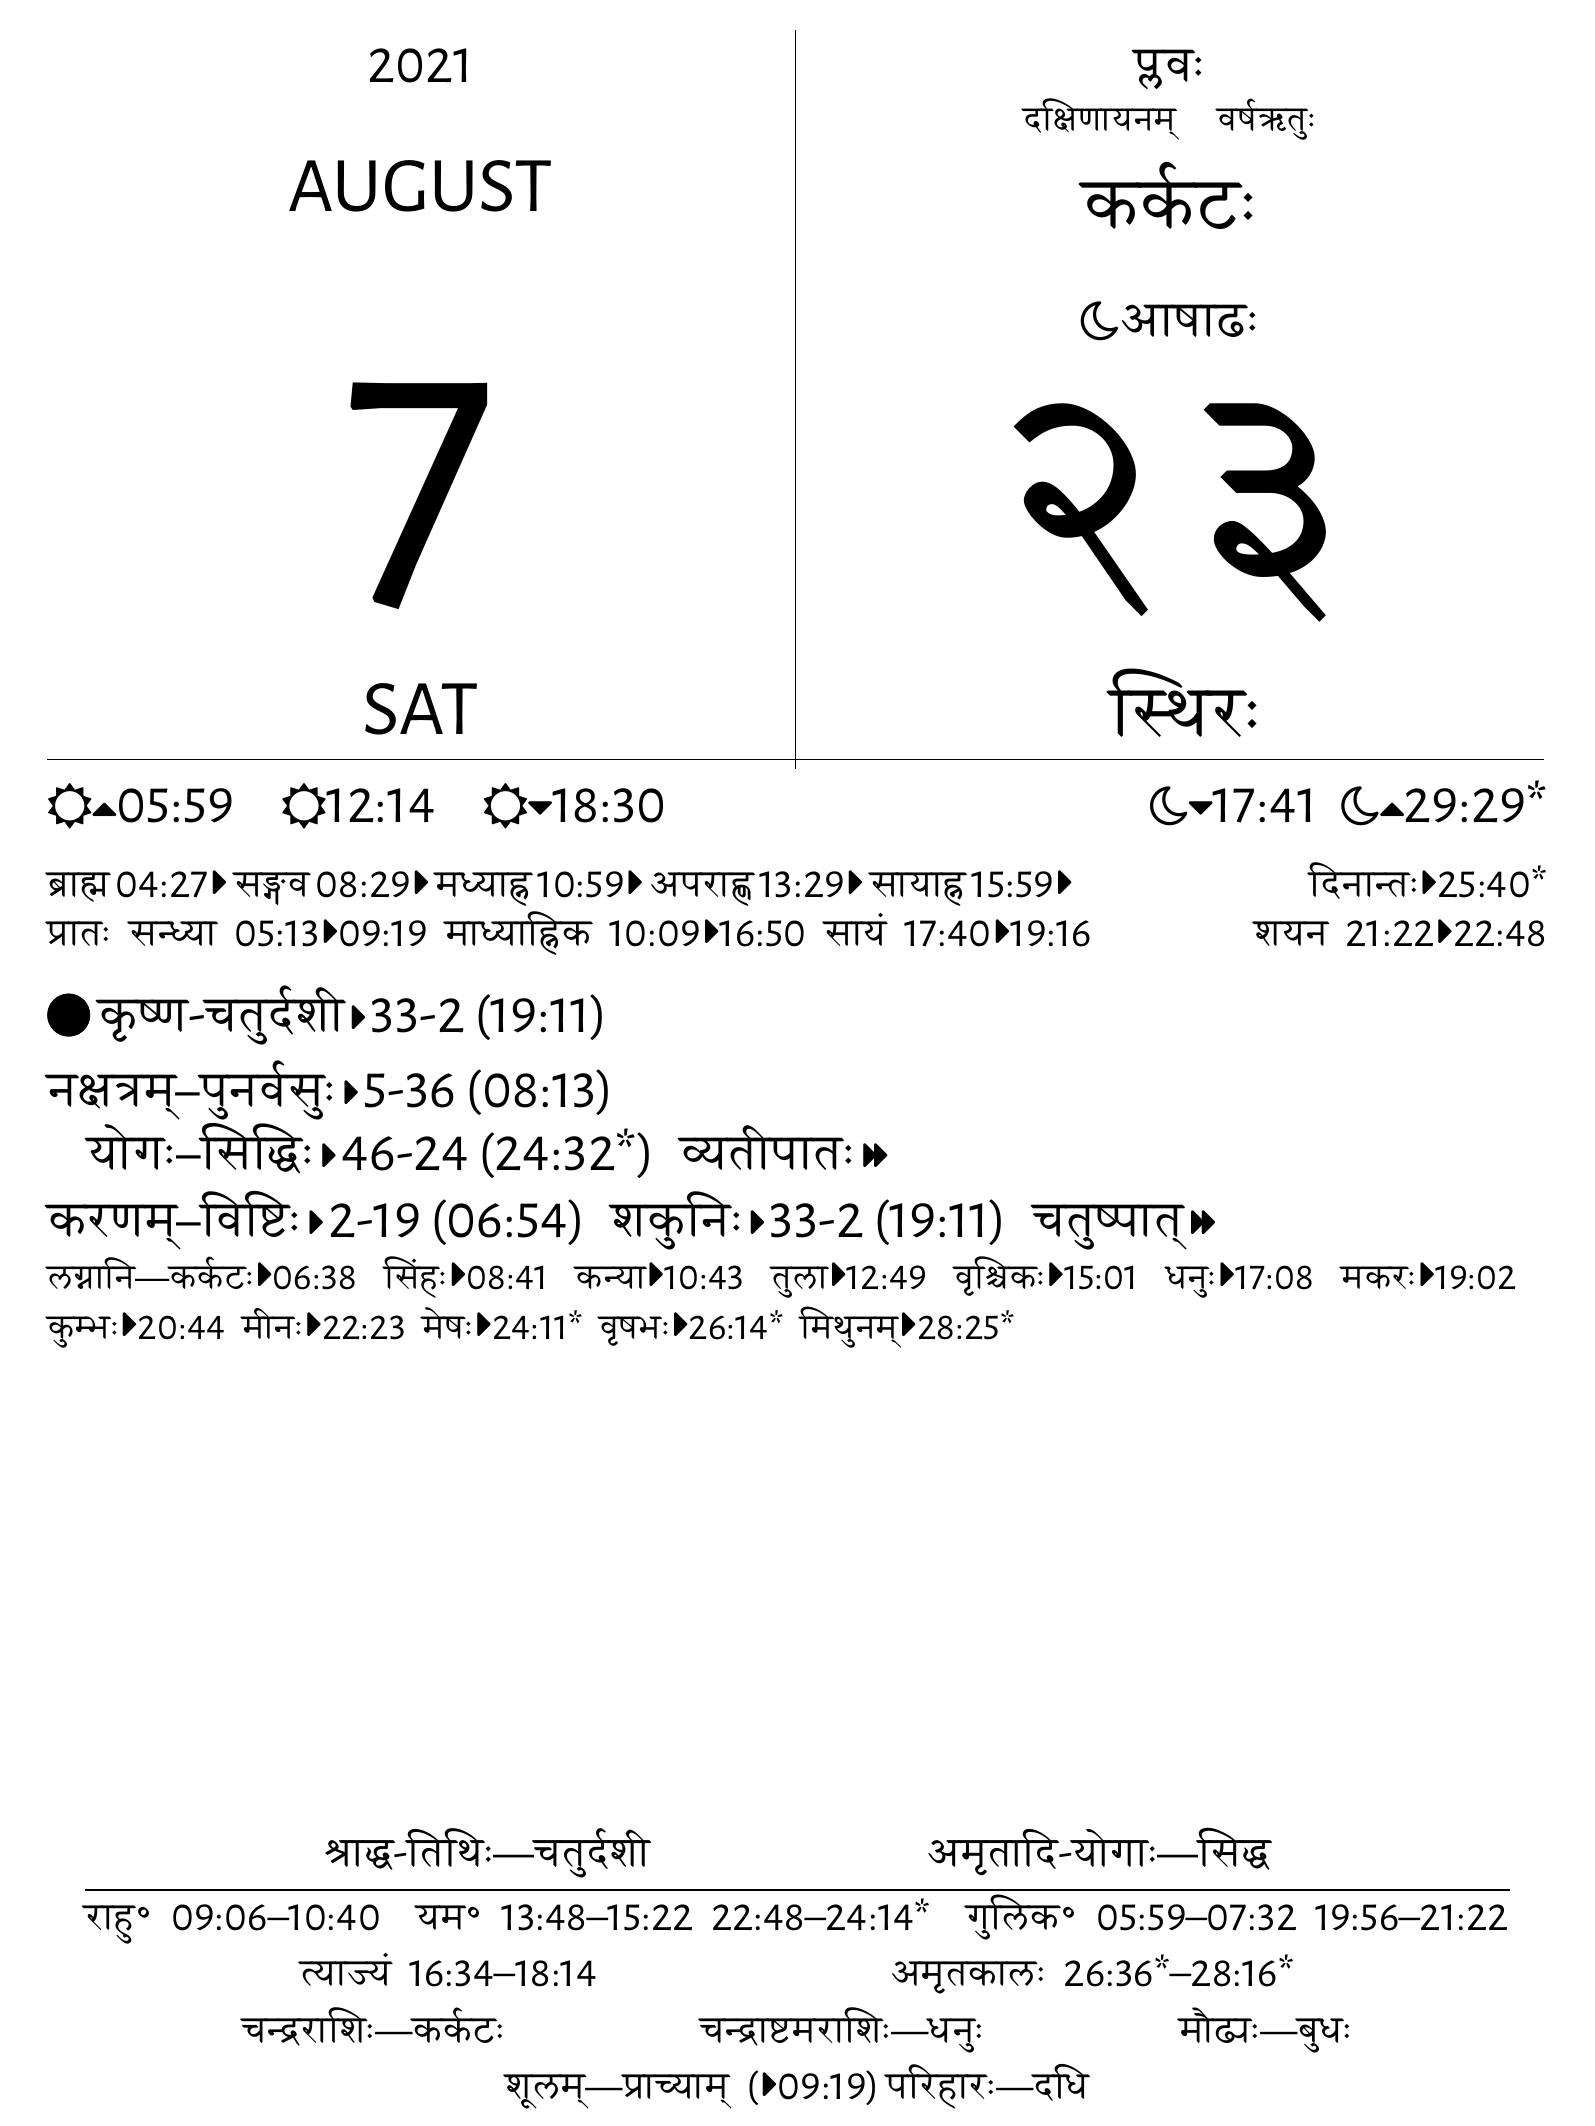 2021
AUGUST
7
SAT
प्लवः
दक्षिणायनम् वर्षऋतुः
कर्कटः
आषाढः
२३
स्थिरः
05:59 12:14 18:30 17:41 29:29*
ब्राह्म 04:27 सङ्गव 08:29 मध्याह्न 10:59 अपराह्ण 13:29 सायाह्न 15:59 दिनान्तः 25:40*
प्रातः सन्ध्या 05:13 09:19 माध्याह्निक 10:09 16:50 सायं 17:40 19:16 शयन 21:22 22:48
कृष्ण-चतुर्दशी 33-2 (19:11)
नक्षत्रम्–पुनर्वसुः 5-36 (08:13)
योगः–सिद्धिः 46-24 (24:32*) व्यतीपातः
करणम्–विष्टिः 2-19 (06:54) शकुनिः 33-2 (19:11) चतुष्पात्
लग्नानि—कर्कटः 06:38 सिंहः 08:41 कन्या 10:43 तुला 12:49 वृश्चिकः 15:01 धनुः 17:08 मकरः 19:02
कुम्भः 20:44 मीनः 22:23 मेषः 24:11* वृषभः 26:14* मिथुनम् 28:25*
श्राद्ध-तिथिः—चतुर्दशी अमृतादि-योगाः—सिद्ध
राहु॰ 09:06–10:40 यम॰ 13:48–15:22 22:48–24:14* गुलिक॰ 05:59–07:32 19:56–21:22
त्याज्यं 16:34–18:14 अमृतकालः 26:36*–28:16*
चन्द्रराशिः—कर्कटः चन्द्राष्टमराशिः—धनुः मौढ्यः—बुधः
शूलम्—प्राच्याम् (09:19) परिहारः—दधि